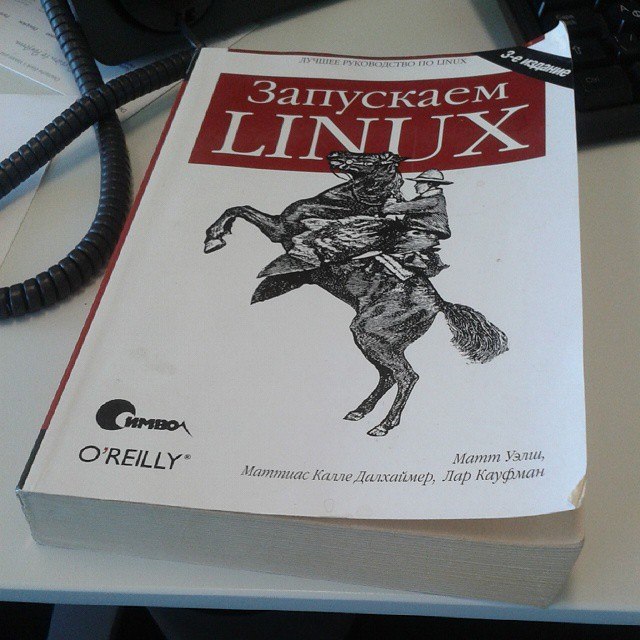 ЛУЧШЕЕ РУКОВОДСТВО ПО LINUX
3-е издание
Запускаем
LINUX
Символ
O'REILLY®
Матт Уэлш,
Маттиас Калле Далхаймер, Лар Кауфман